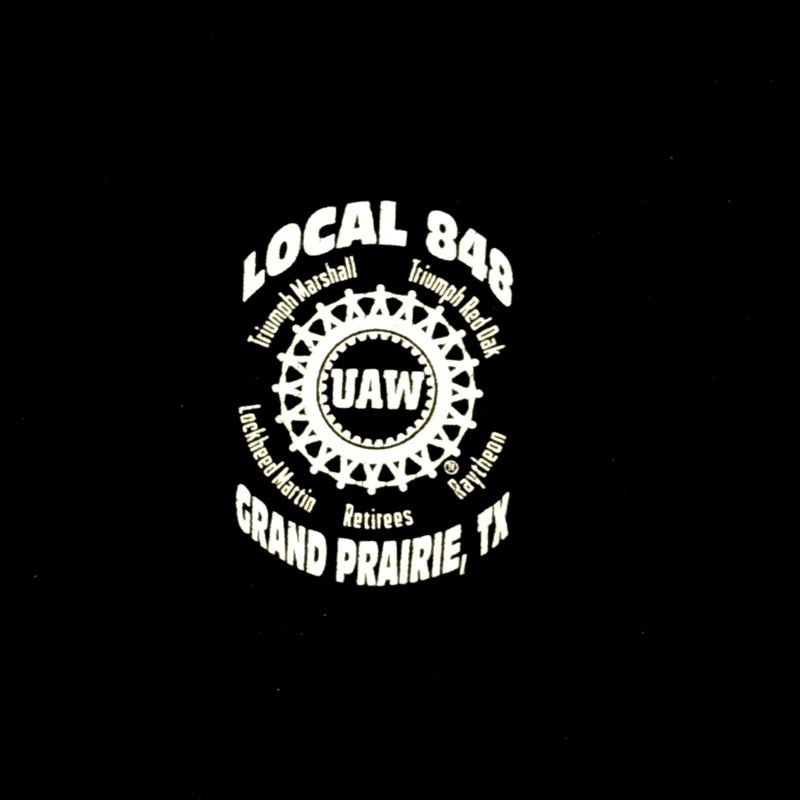 LOCAL 848
Triumph Marshall
Triumph Red Oak
UAW
®
Lockheed Martin
Retirees
Raytheon
GRAND PRAIRIE, TX